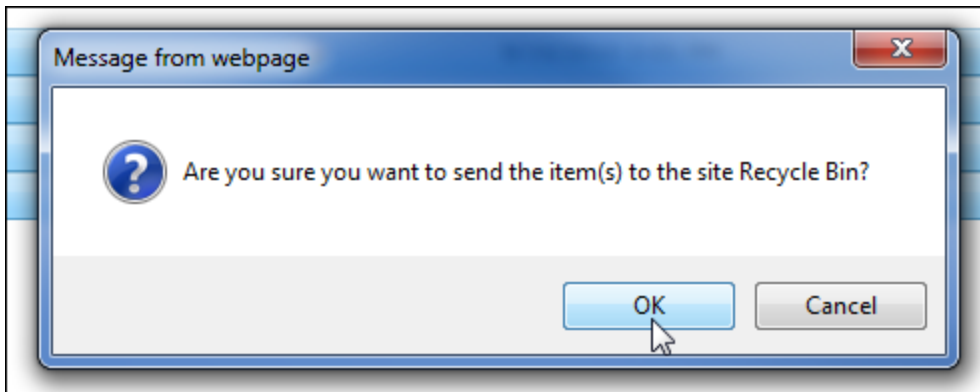 Message from webpage
Are you sure you want to send the item(s) to the site Recycle Bin?
OK
Cancel